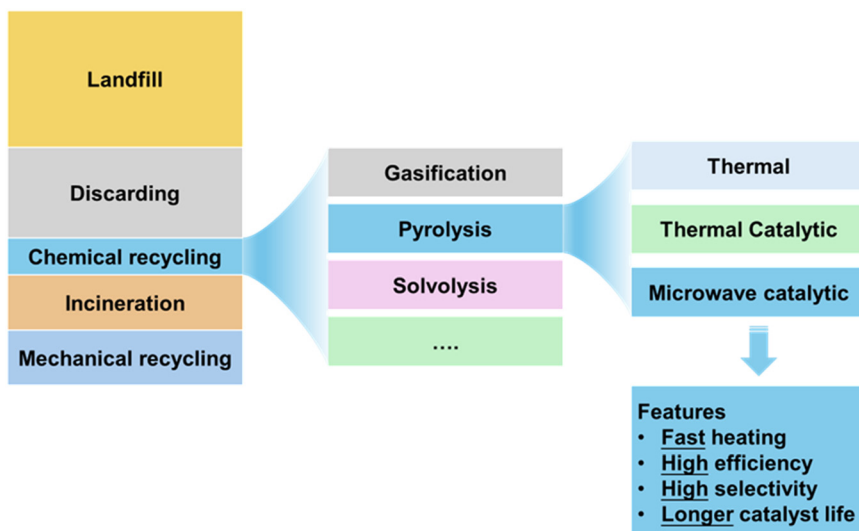 Landfill
Discarding
Chemical recycling
Incineration
Mechanical recycling
Gasification
Pyrolysis
Solvolysis
....
Thermal
Thermal Catalytic
Microwave catalytic
Features
• Fast heating
• High efficiency
• High selectivity
• Longer catalyst life